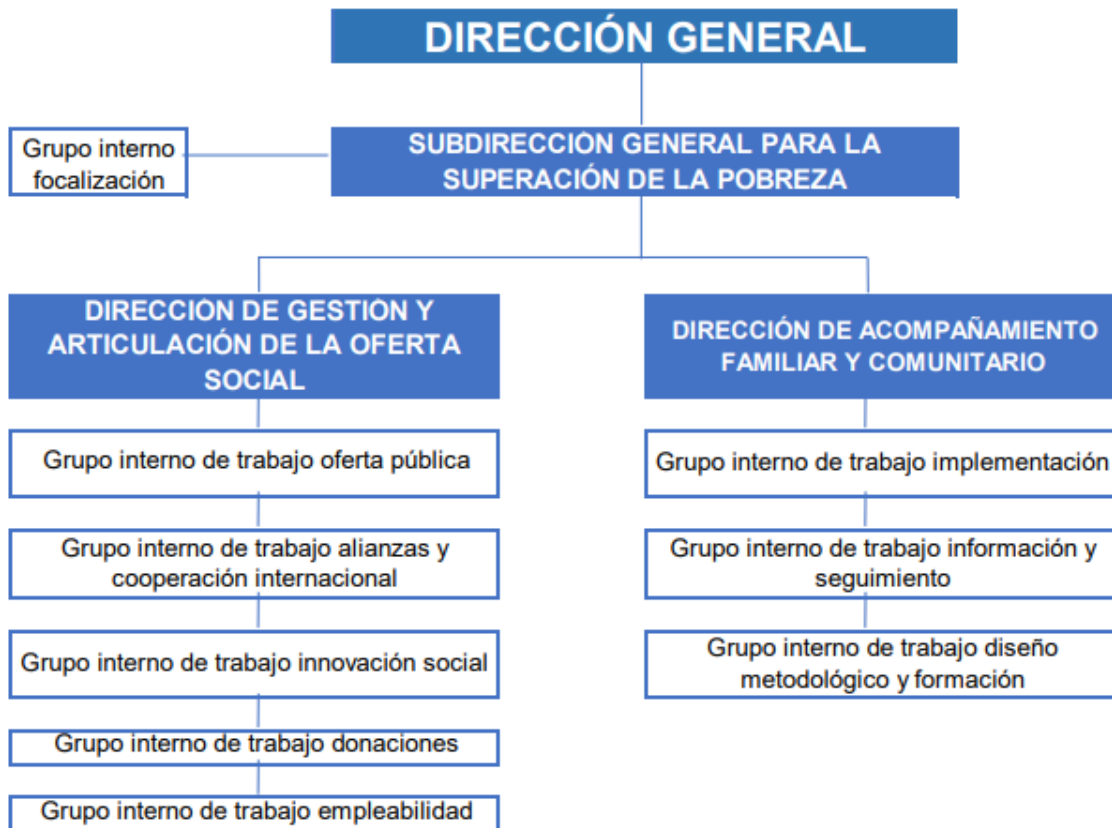 DIRECCIÓN GENERAL
Grupo interno
focalización
SUBDIRECCIÓN GENERAL PARA LA
SUPERACIÓN DE LA POBREZA
DIRECCIÓN DE GESTIÓN Y
ARTICULACIÓN DE LA OFERTA
SOCIAL
Grupo interno de trabajo oferta pública
Grupo interno de trabajo alianzas y
cooperación internacional
Grupo interno de trabajo innovación social
Grupo interno de trabajo donaciones
Grupo interno de trabajo empleabilidad
DIRECCIÓN DE ACOMPAÑAMIENTO
FAMILIAR Y COMUNITARIO
Grupo interno de trabajo implementación
Grupo interno de trabajo información y
seguimiento
Grupo interno de trabajo diseño
metodológico y formación